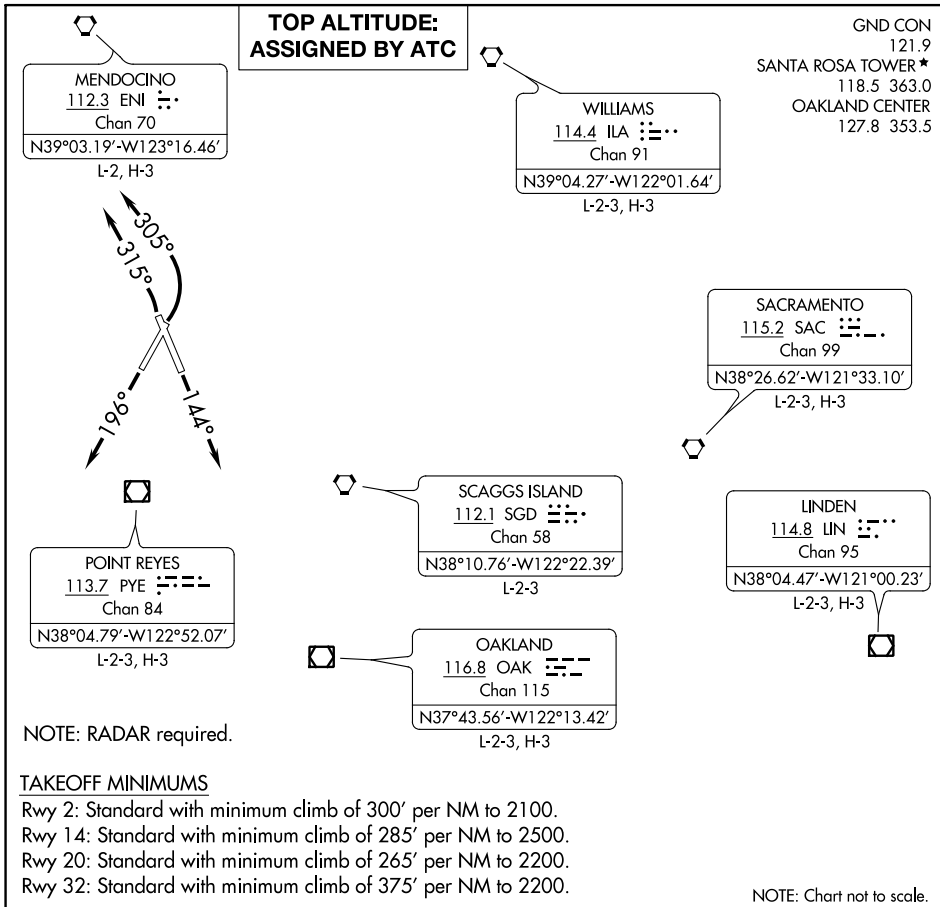 TOP ALTITUDE:
ASSIGNED BY ATC
GND CON
121.9
SANTA ROSA TOWER ★
118.5 363.0
OAKLAND CENTER
127.8 353.5
MENDOCINO
112.3 ENI
Chan 70
N39°03.19′-W123°16.46′
L-2, H-3
WILLIAMS
114.4 ILA
Chan 91
N39°04.27′-W122°01.64′
L-2-3, H-3
305°
315°
196°
144°
SACRAMENTO
115.2 SAC
Chan 99
N38°26.62′-W121°33.10′
L-2-3, H-3
SCAGGS ISLAND
112.1 SGD
Chan 58
N38°10.76′-W122°22.39′
L-2-3
LINDEN
114.8 LIN
Chan 95
N38°04.47′-W121°00.23′
L-2-3, H-3
POINT REYES
113.7 PYE
Chan 84
N38°04.79′-W122°52.07′
L-2-3, H-3
OAKLAND
116.8 OAK
Chan 115
N37°43.56′-W122°13.42′
L-2-3, H-3
NOTE: RADAR required.
TAKEOFF MINIMUMS
Rwy 2: Standard with minimum climb of 300′ per NM to 2100.
Rwy 14: Standard with minimum climb of 285′ per NM to 2500.
Rwy 20: Standard with minimum climb of 265′ per NM to 2200.
Rwy 32: Standard with minimum climb of 375′ per NM to 2200.
NOTE: Chart not to scale.